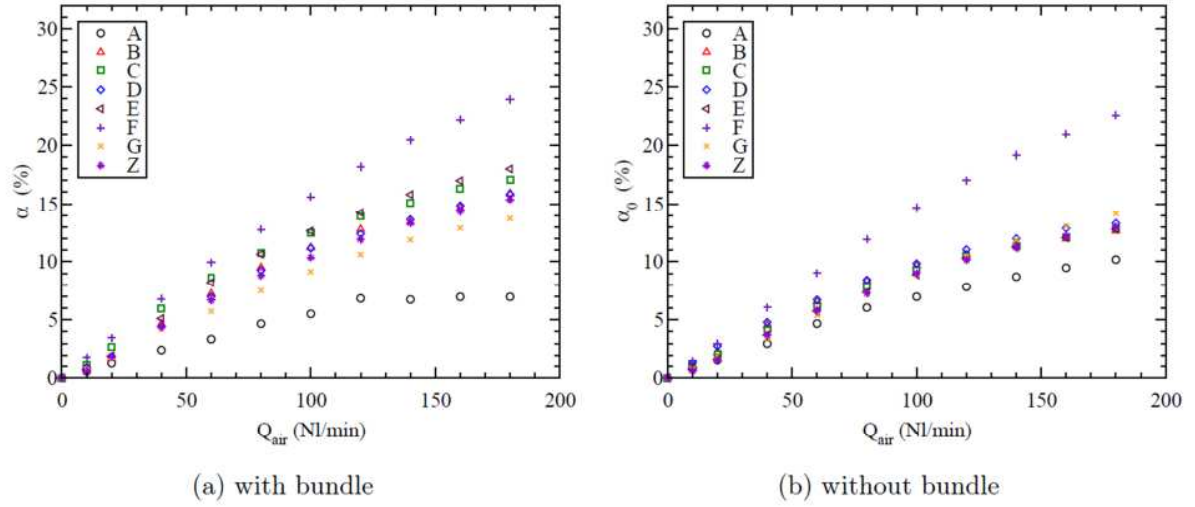 30
25
20
15
10
5
0
α (%)
A
B
C
D
E
F
G
Z
0
50
100
150
200
Q_air (Nl/min)
(a) with bundle
30
25
20
15
10
5
0
α_0 (%)
A
B
C
D
E
F
G
Z
0
50
100
150
200
Q_air (Nl/min)
(b) without bundle